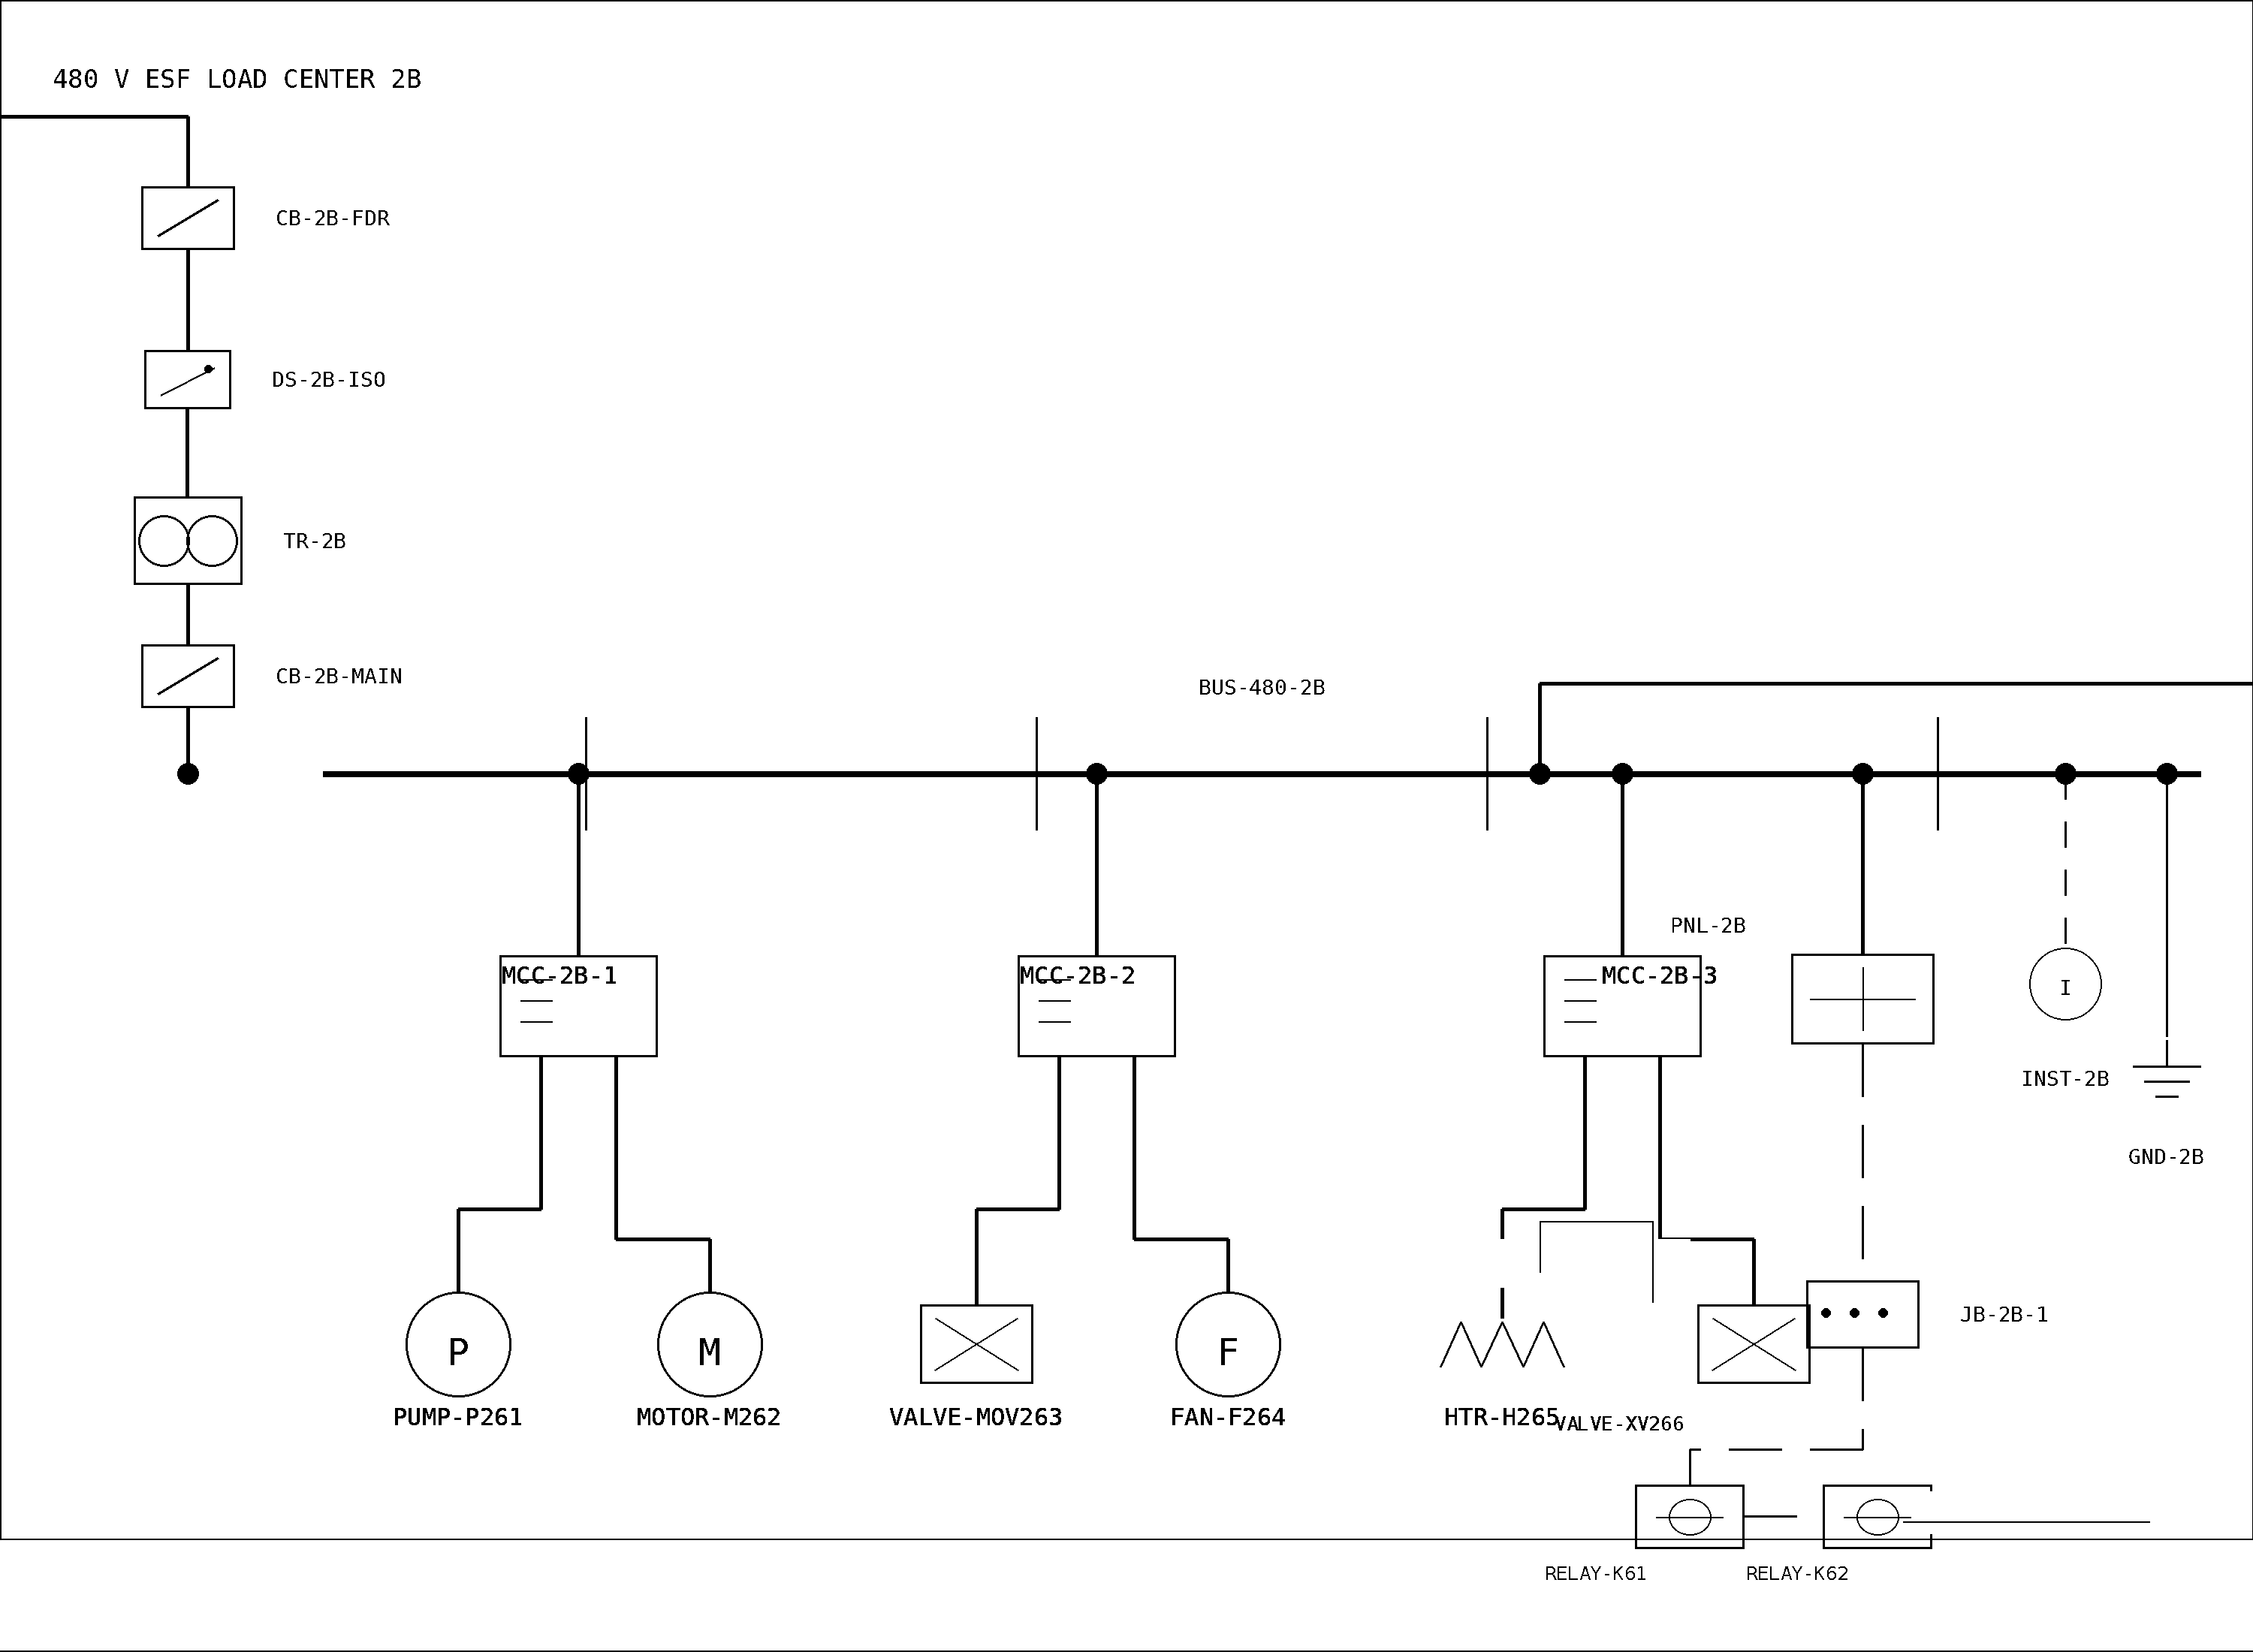 480 V ESF LOAD CENTER 2B
CB-2B-FDR
DS-2B-ISO
TR-2B
CB-2B-MAIN
BUS-480-2B
PNL-2B
MCC-2B-1
MCC-2B-2
MCC-2B-3
I
INST-2B
GND-2B
JB-2B-1
P
M
F
PUMP-P261
MOTOR-M262
VALVE-MOV263
FAN-F264
HTR-H265
VALVE-XV266
RELAY-K61
RELAY-K62